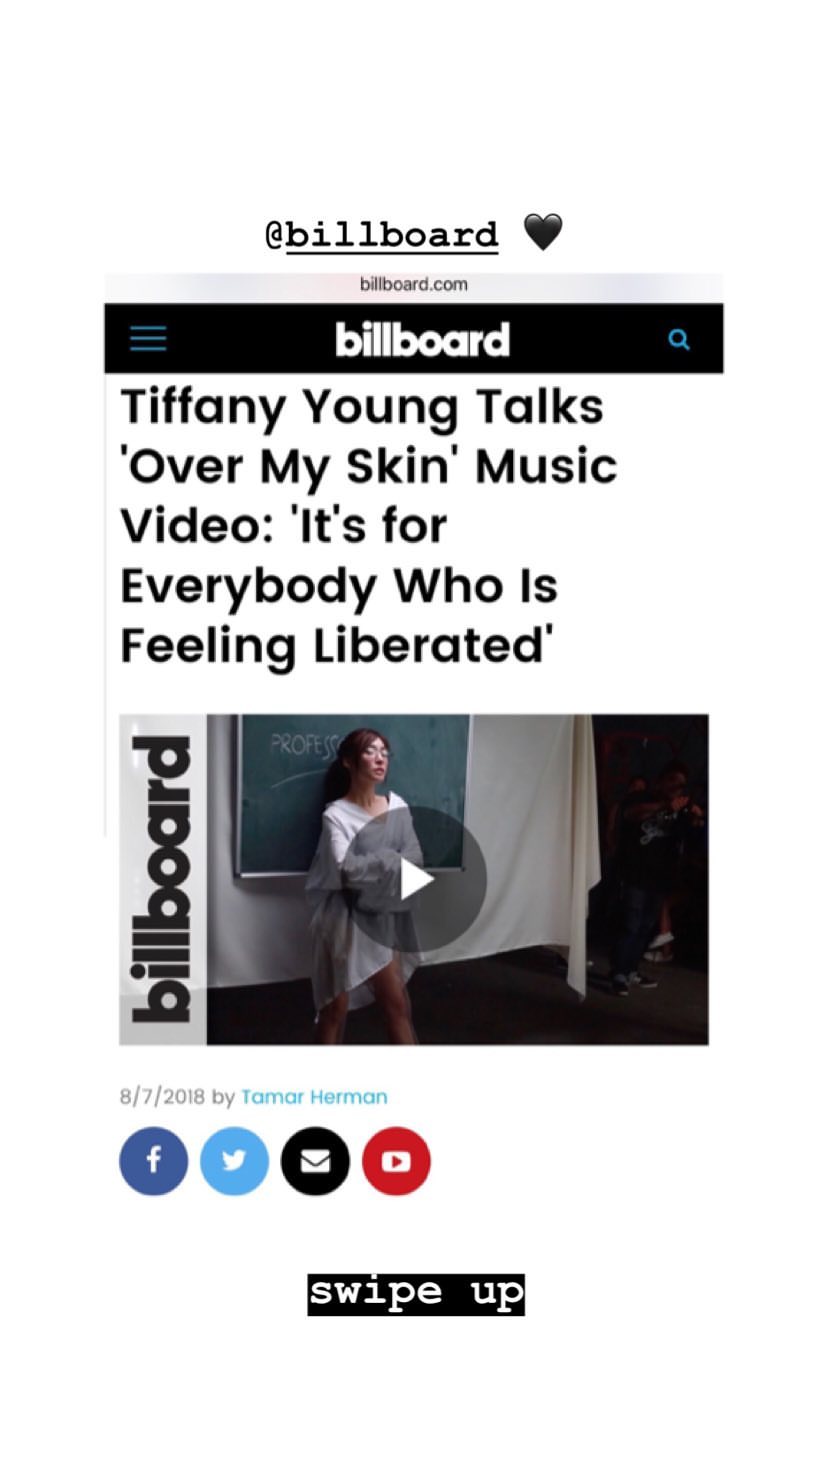 @billboard 🖤
billboard.com
billboard
Tiffany Young Talks
'Over My Skin' Music
Video: 'It's for
Everybody Who Is
Feeling Liberated'
billboard
PROFESS
8/7/2018 by Tamar Herman
swipe up